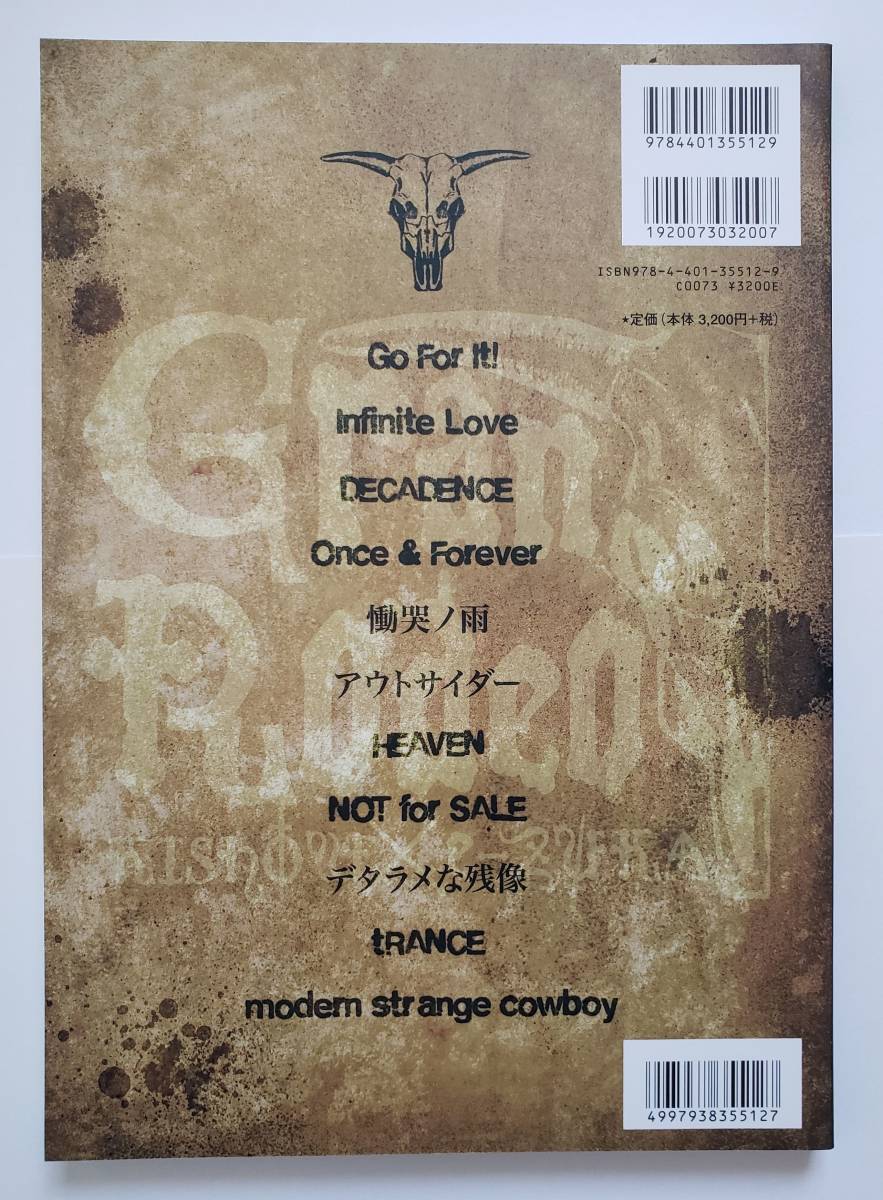 9784401355129
1920073032007
ISBN978-4-401-35512-9
C0073 ¥3200E
★定価(本体 3,200円+税)
Gran
Rodeo
Go For It!
Infinite Love
DECADENCE
Once & Forever
慟哭ノ雨
アウトサイダー
HEAVEN
NOT for SALE
デタラメな残像
tRANCE
modern strange cowboy
4997938355127